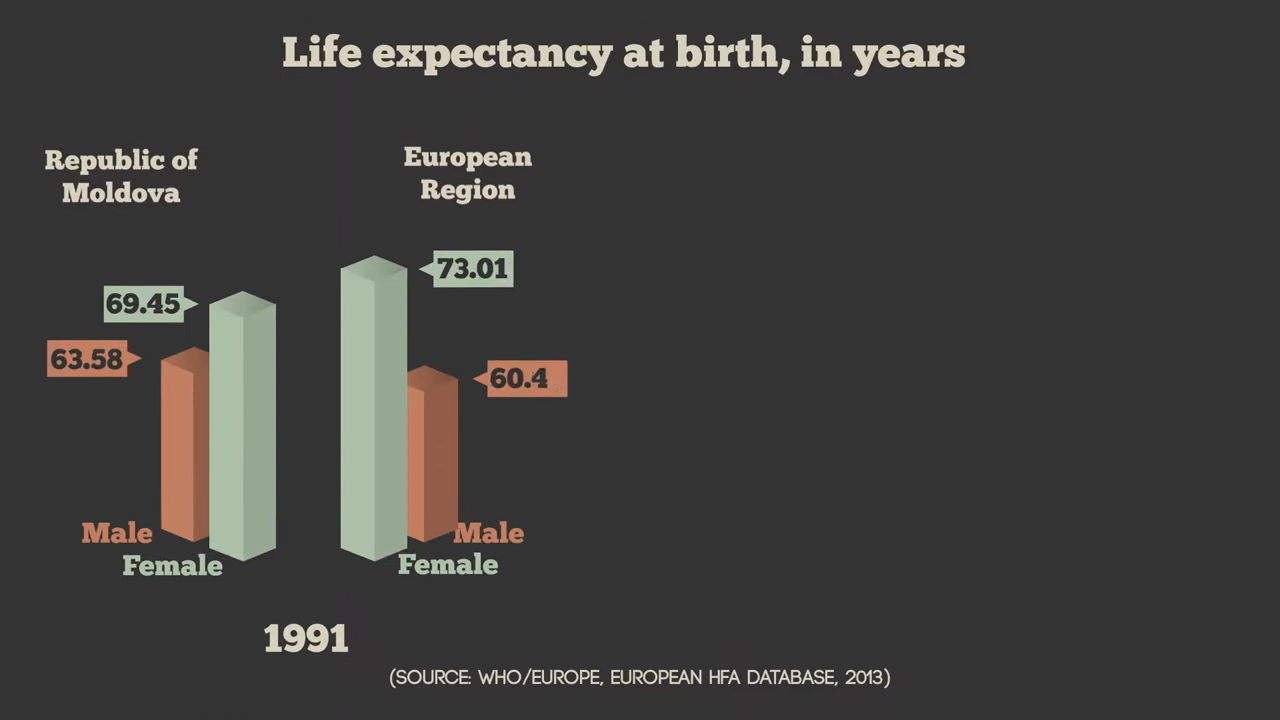 Life expectancy at birth, in years
Republic of
Moldova
European
Region
73.01
69.45
63.58
60.4
Male
Female
Male
Female
1991
(SOURCE: WHO/EUROPE, EUROPEAN HFA DATABASE, 2013)